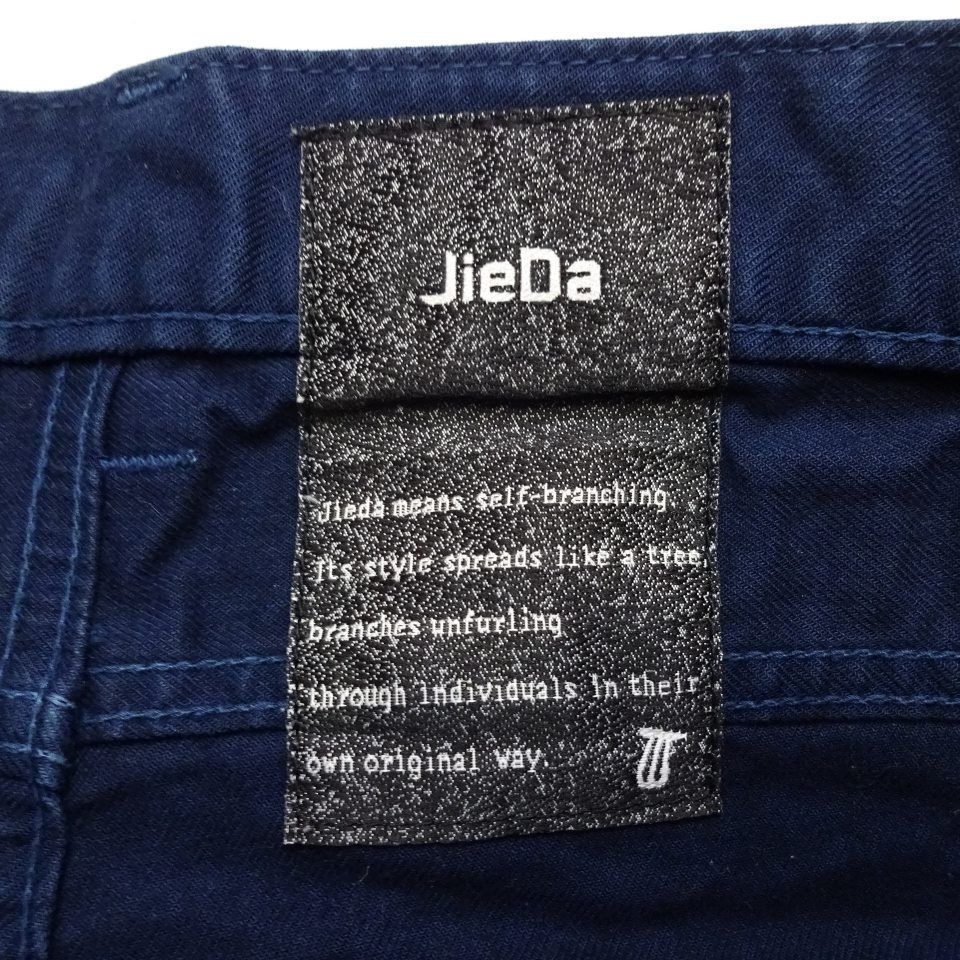 JieDa
Jieda means self-branching
Its style spreads like a tree,
branches unfurling
through individuals in their
own original way.